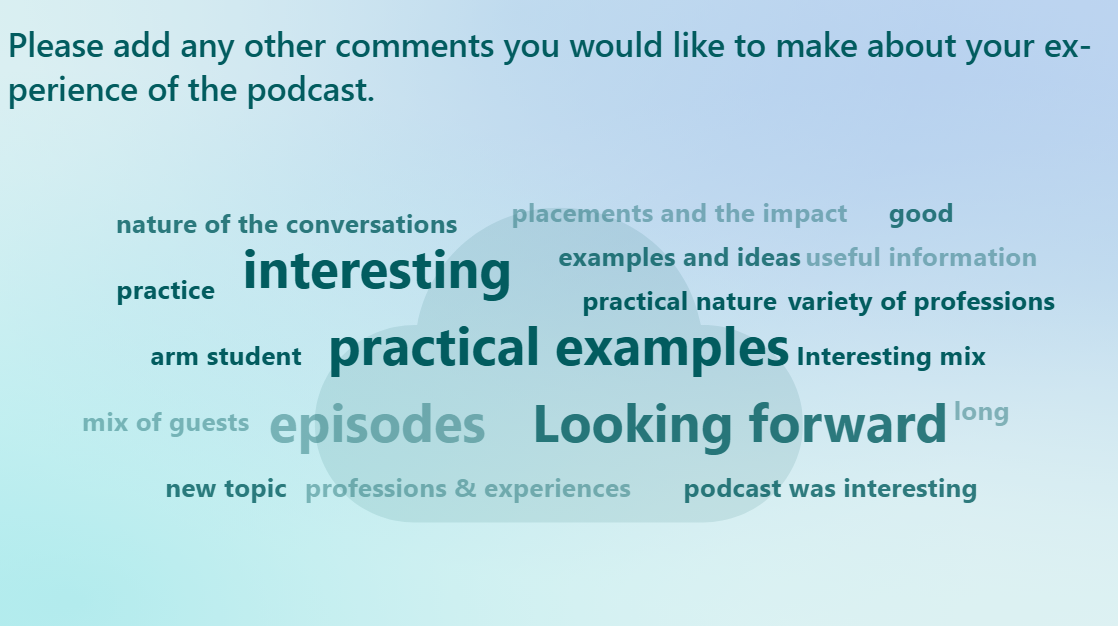 Please add any other comments you would like to make about your ex-
perience of the podcast.
nature of the conversations placements and the impact good
interesting examples and ideas useful information
practice practical nature variety of professions
arm student practical examples Interesting mix
mix of guests episodes Looking forward long
new topic professions & experiences podcast was interesting